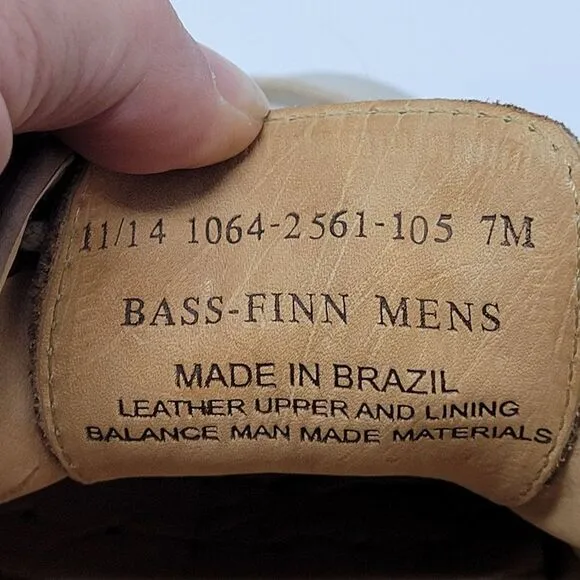 11/14 1064-2561-105 7M
BASS-FINN MENS
MADE IN BRAZIL
LEATHER UPPER AND LINING
BALANCE MAN MADE MATERIALS